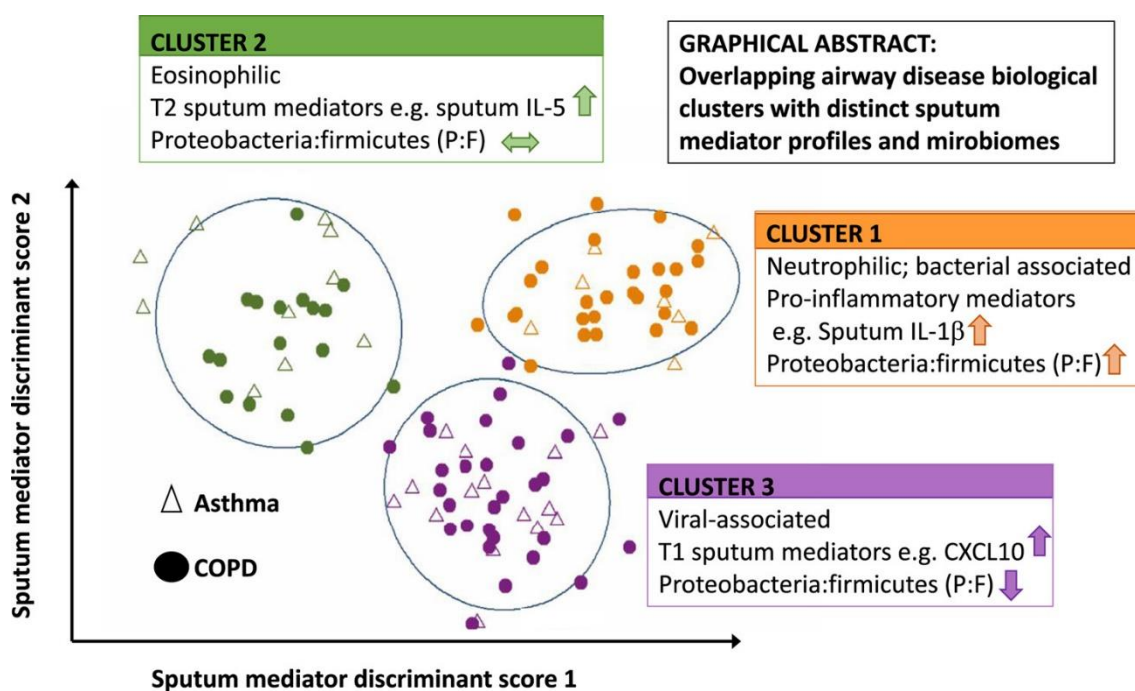 CLUSTER 2
Eosinophilic
T2 sputum mediators e.g. sputum IL-5
Proteobacteria:firmicutes (P:F)
GRAPHICAL ABSTRACT:
Overlapping airway disease biological
clusters with distinct sputum
mediator profiles and mirobiomes
CLUSTER 1
Neutrophilic; bacterial associated
Pro-inflammatory mediators
e.g. Sputum IL-1β
Proteobacteria:firmicutes (P:F)
CLUSTER 3
Viral-associated
T1 sputum mediators e.g. CXCL10
Proteobacteria:firmicutes (P:F)
Asthma
COPD
Sputum mediator discriminant score 2
Sputum mediator discriminant score 1